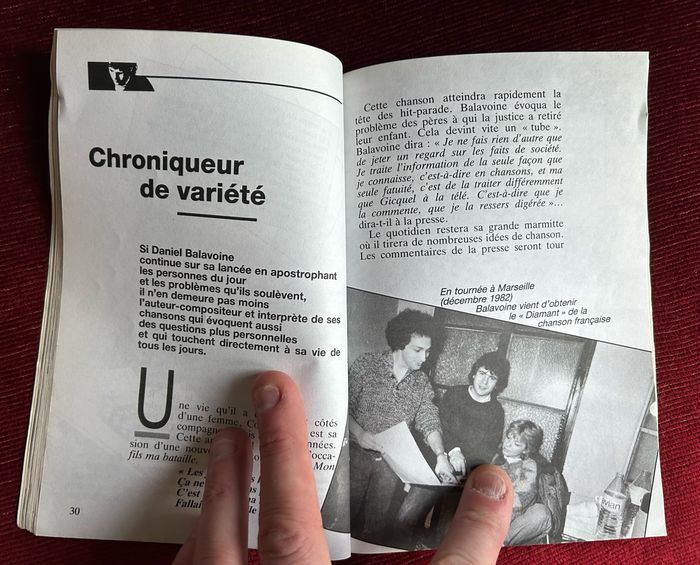 Chroniqueur
de variété
Si Daniel Balavoine
continue sur sa lancée en apostrophant
les personnes du jour
et les problèmes qu'ils soulèvent,
il n'en demeure pas moins
l'auteur-compositeur et interprète de ses
chansons qui évoquent aussi
des questions plus personnelles
et qui touchent directement à sa vie de
tous les jours.
Une vie qu'il a côtés
d'une femme.
compagne est sa
Cette années.
sion d'une nouve l'occa-
fils ma bataille. Mon
« Les
Ça ne
C'est
Fallai le
30
Cette chanson atteindra rapidement la
tête des hit-parade. Balavoine évoqua le
problème des pères à qui la justice a retiré
leur enfant. Cela devint vite un « tube ».
Balavoine dira : « Je ne fais rien d'autre que
de jeter un regard sur les faits de société.
Je traite l'information de la seule façon que
je connaisse, c'est-à-dire en chansons, et ma
seule fatuité, c'est de la traiter différemment
que Gicquel à la télé. C'est-à-dire que je
la commente, que je la ressers digérée »...
dira-t-il à la presse.
Le quotidien restera sa grande marmitte
où il tirera de nombreuses idées de chanson.
Les commentaires de la presse seront tour
En tournée à Marseille
(décembre 1982)
Balavoine vient d'obtenir
le « Diamant » de la
chanson française
evian